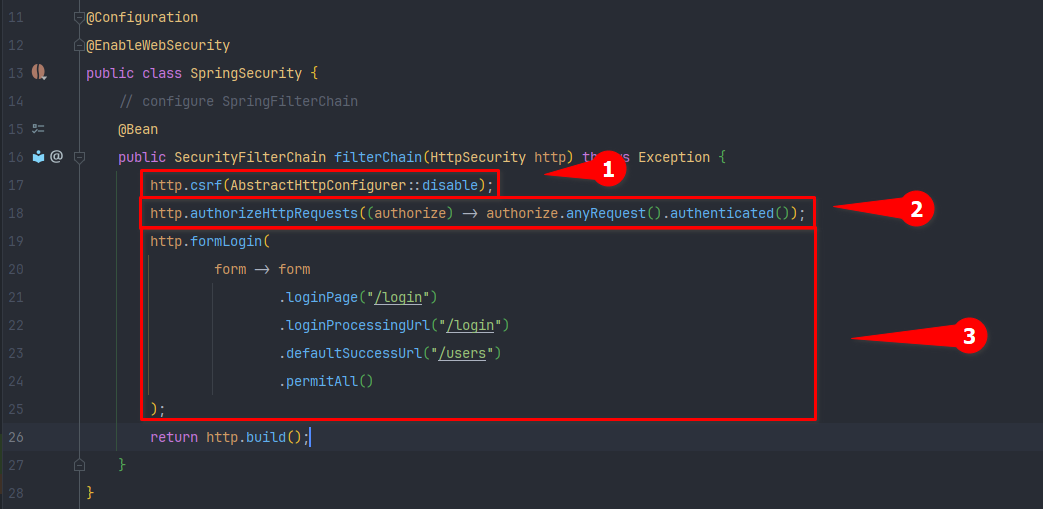 11 @Configuration
12 @EnableWebSecurity
13 public class SpringSecurity {
14 // configure SpringFilterChain
15 @Bean
16 @ public SecurityFilterChain filterChain(HttpSecurity http) th s Exception {
1
17 http.csrf(AbstractHttpConfigurer::disable);
18 http.authorizeHttpRequests((authorize) -> authorize.anyRequest().authenticated());
2
19 http.formLogin(
20 form -> form
21 .loginPage("/login")
22 .loginProcessingUrl("/login")
23 .defaultSuccessUrl("/users")
3
24 .permitAll()
25 );
26 return http.build();
27 }
28 }